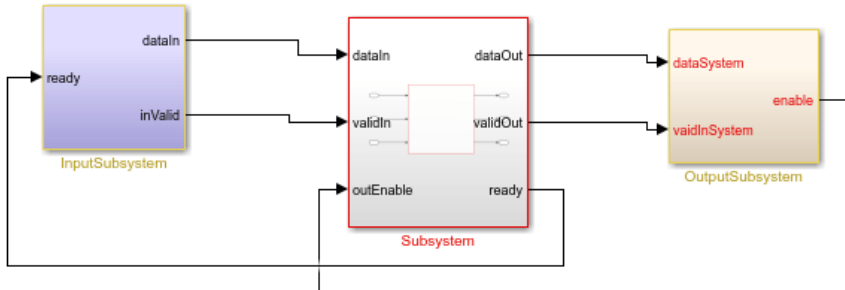 dataIn
ready
inValid
InputSubsystem
dataIn
dataOut
validIn
validOut
outEnable
ready
Subsystem
dataSystem
enable
vaidInSystem
OutputSubsystem